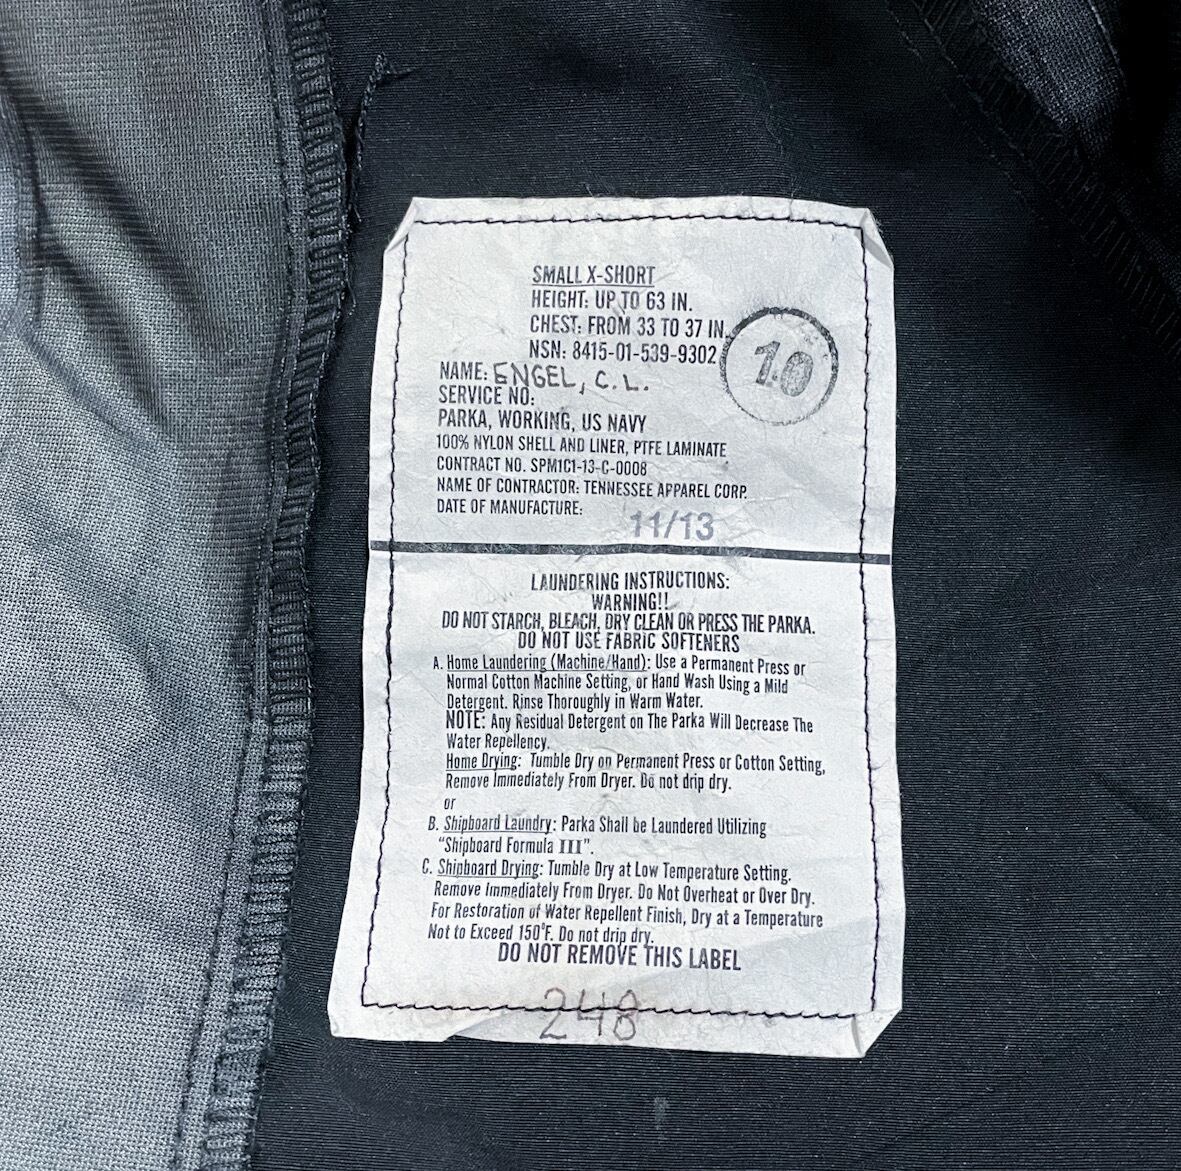 SMALL X-SHORT
HEIGHT: UP TO 63 IN.
CHEST: FROM 33 TO 37 IN.
NSN: 8415-01-539-9302
10
NAME: ENGEL, C.L.
SERVICE NO:
PARKA, WORKING, US NAVY
100% NYLON SHELL AND LINER, PTFE LAMINATE
CONTRACT NO. SPM1C1-13-C-0008
NAME OF CONTRACTOR: TENNESSEE APPAREL CORP.
DATE OF MANUFACTURE:
11/13
LAUNDERING INSTRUCTIONS:
WARNING!!
DO NOT STARCH, BLEACH, DRY CLEAN OR PRESS THE PARKA.
DO NOT USE FABRIC SOFTENERS
A. Home Laundering (Machine/Hand): Use a Permanent Press or
Normal Cotton Machine Setting, or Hand Wash Using a Mild
Detergent. Rinse Thoroughly in Warm Water.
NOTE: Any Residual Detergent on The Parka Will Decrease The
Water Repellency.
Home Drying: Tumble Dry on Permanent Press or Cotton Setting,
Remove Immediately From Dryer. Do not drip dry.
or
B. Shipboard Laundry: Parka Shall be Laundered Utilizing
"Shipboard Formula III".
C. Shipboard Drying: Tumble Dry at Low Temperature Setting.
Remove Immediately From Dryer. Do Not Overheat or Over Dry.
For Restoration of Water Repellent Finish, Dry at a Temperature
Not to Exceed 150°F. Do not drip dry.
DO NOT REMOVE THIS LABEL
248